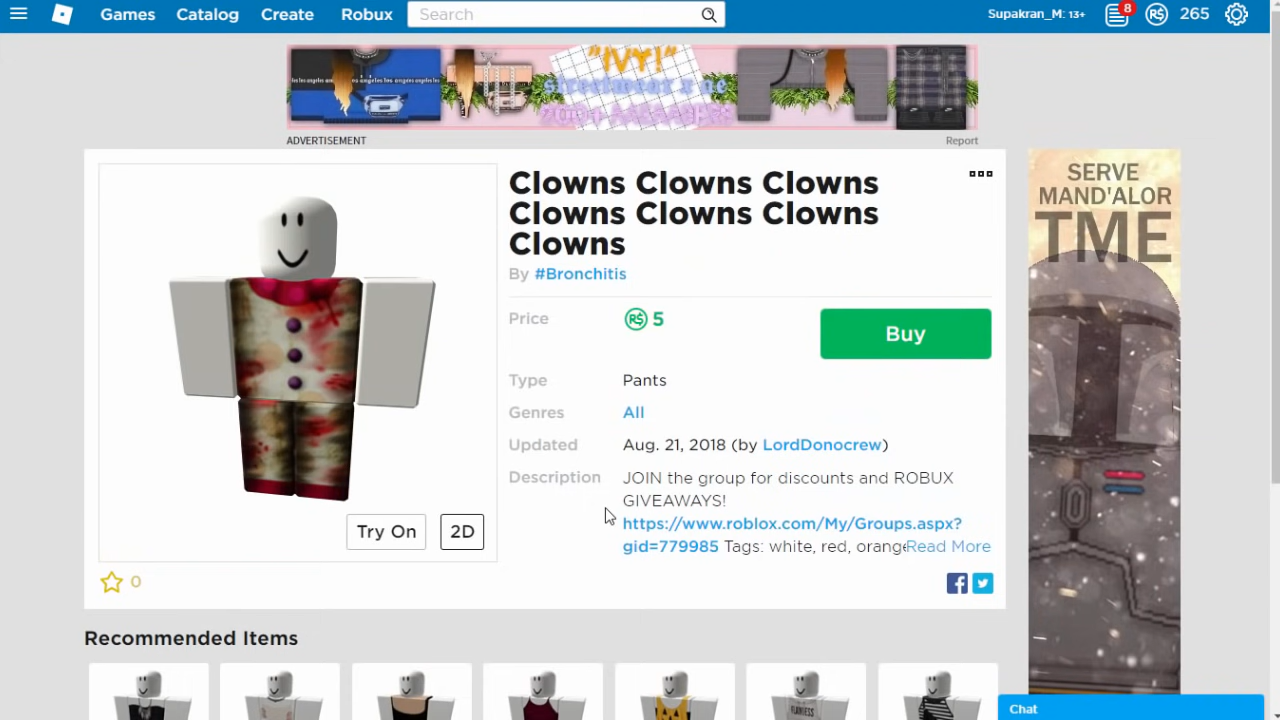 Games Catalog Create Robux Search Supakran_M: 13+ 8 R$ 265
"IVY!"
ADVERTISEMENT Report
Clowns Clowns Clowns
Clowns Clowns Clowns
Clowns
By #Bronchitis
Price R$ 5 Buy
Type Pants
Genres All
Updated Aug. 21, 2018 (by LordDonocrew)
Description JOIN the group for discounts and ROBUX
GIVEAWAYS!
https://www.roblox.com/My/Groups.aspx?
gid=779985 Tags: white, red, orange Read More
Try On 2D
0
Recommended Items
SERVE
MAND'ALOR
TME
Chat